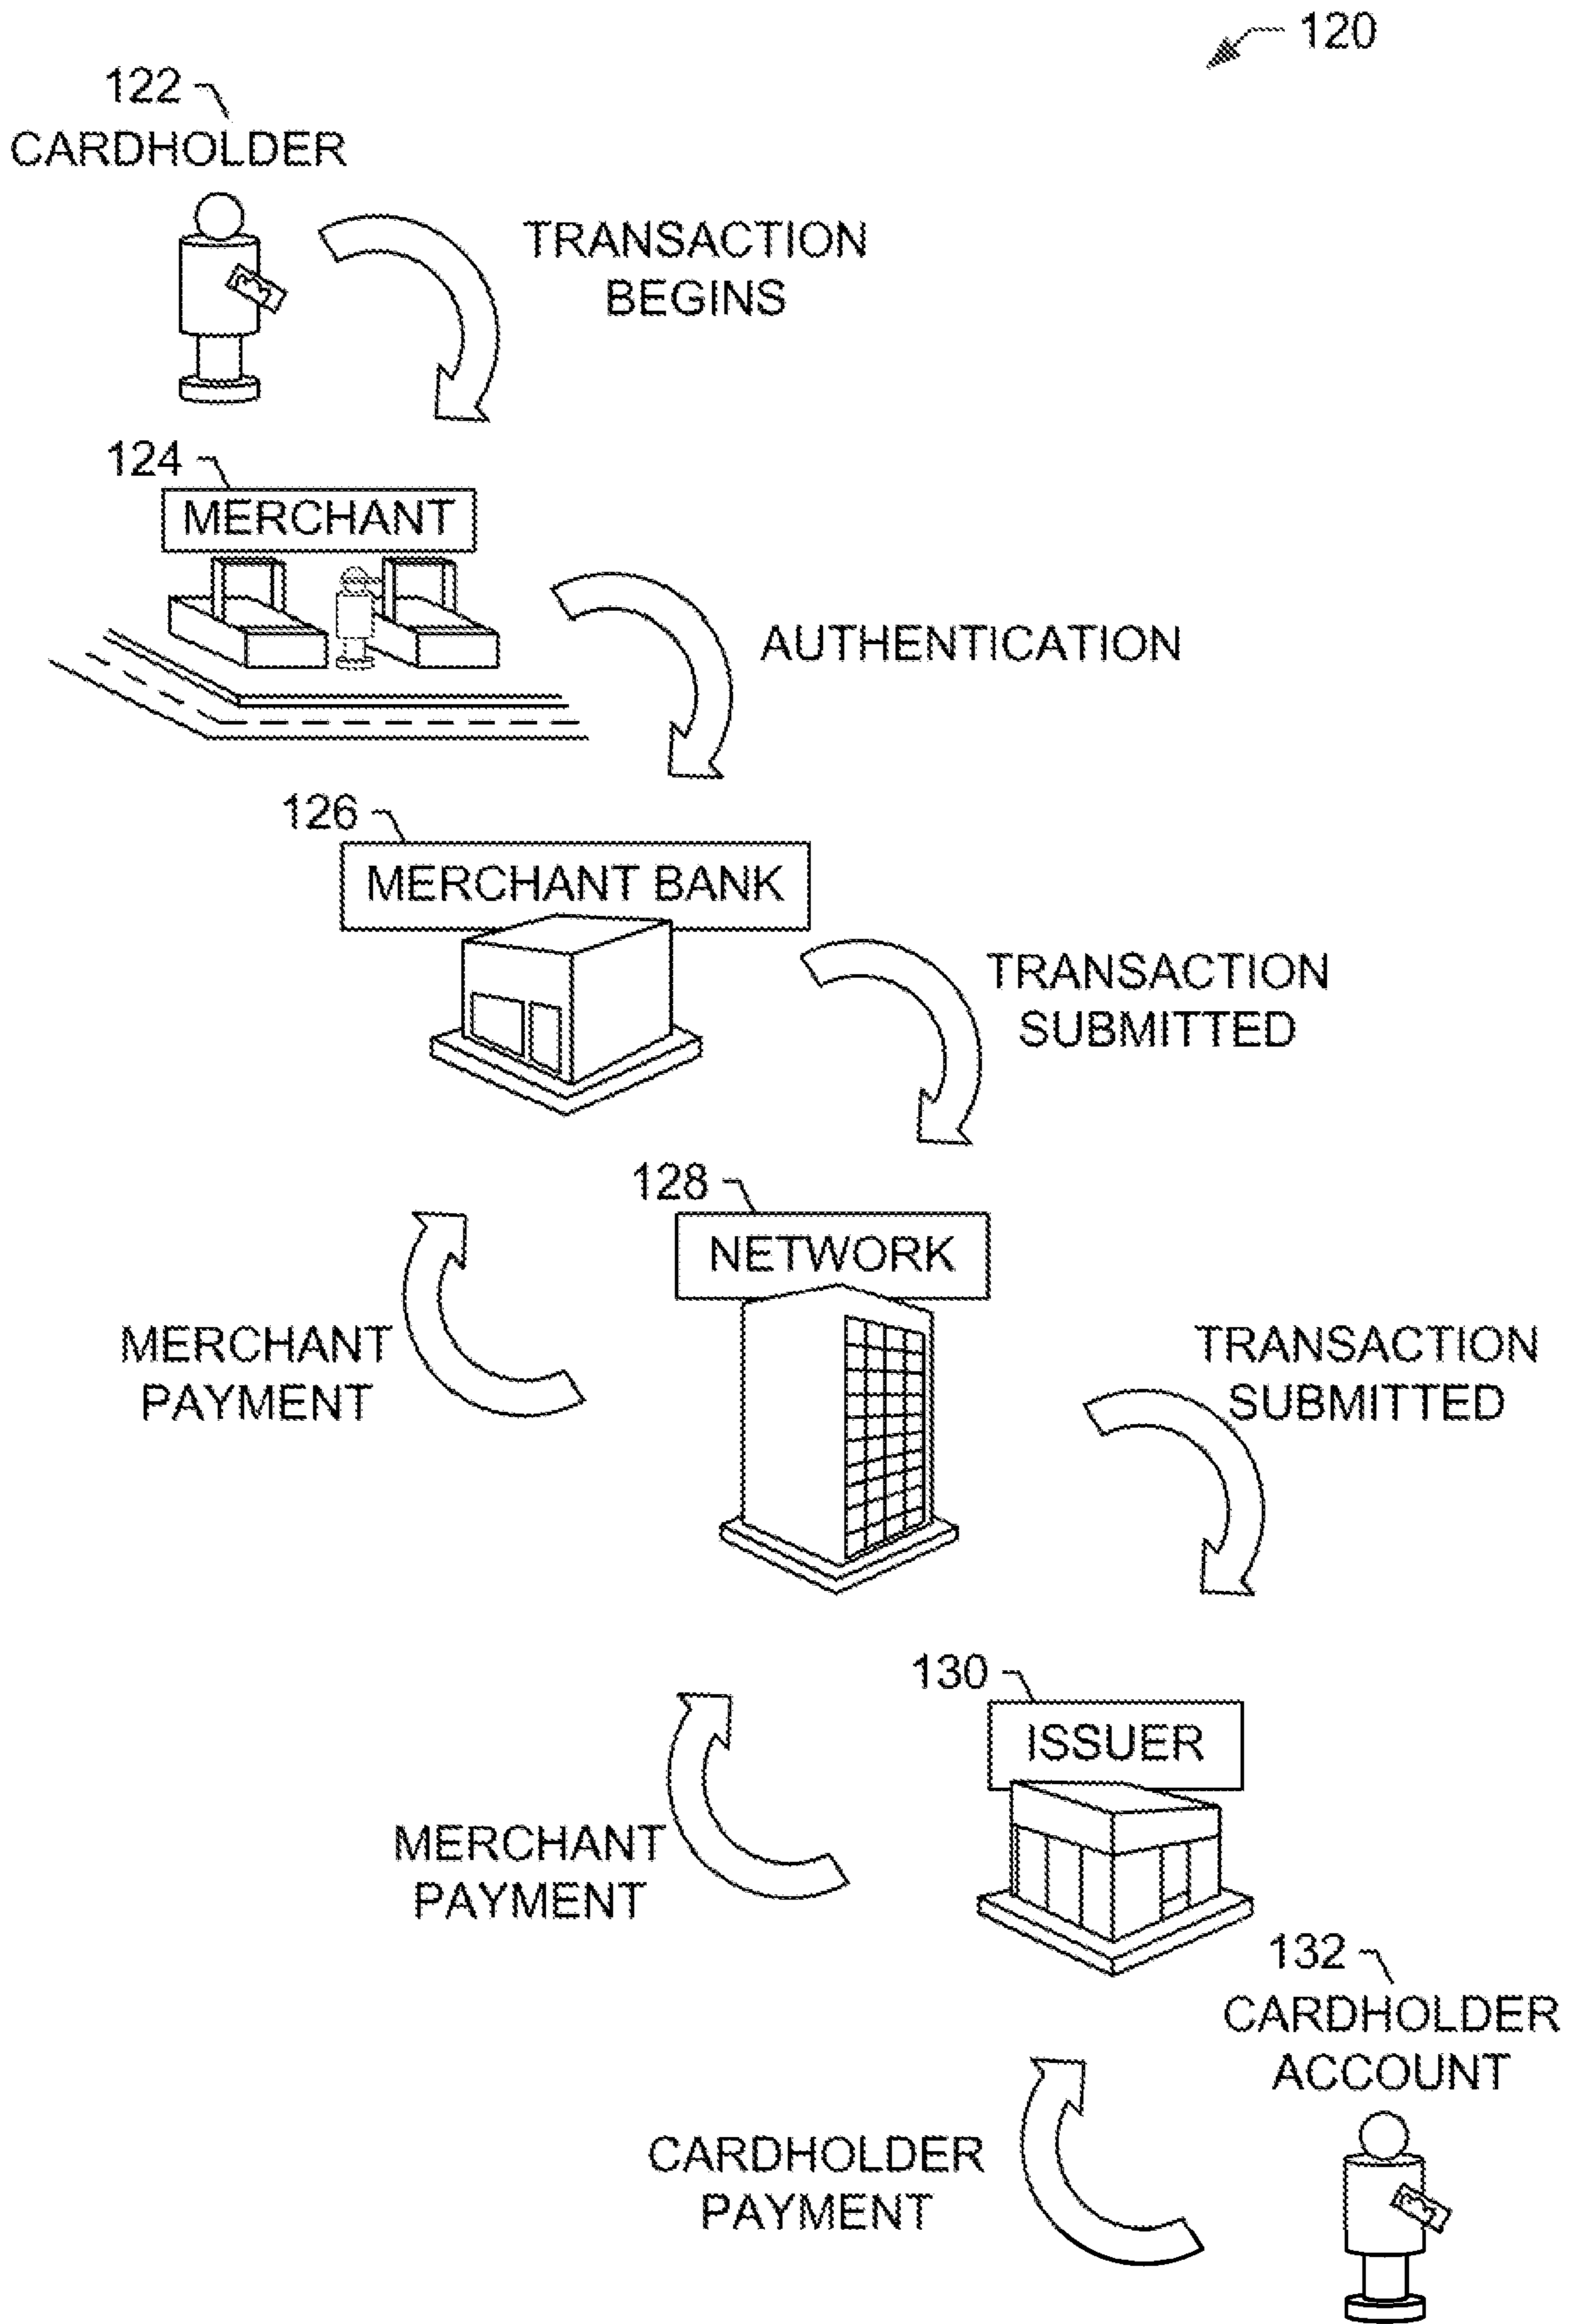 120
122
CARDHOLDER
TRANSACTION
BEGINS
124
MERCHANT
AUTHENTICATION
126
MERCHANT BANK
TRANSACTION
SUBMITTED
128
NETWORK
MERCHANT
PAYMENT
TRANSACTION
SUBMITTED
130
ISSUER
MERCHANT
PAYMENT
132
CARDHOLDER
ACCOUNT
CARDHOLDER
PAYMENT